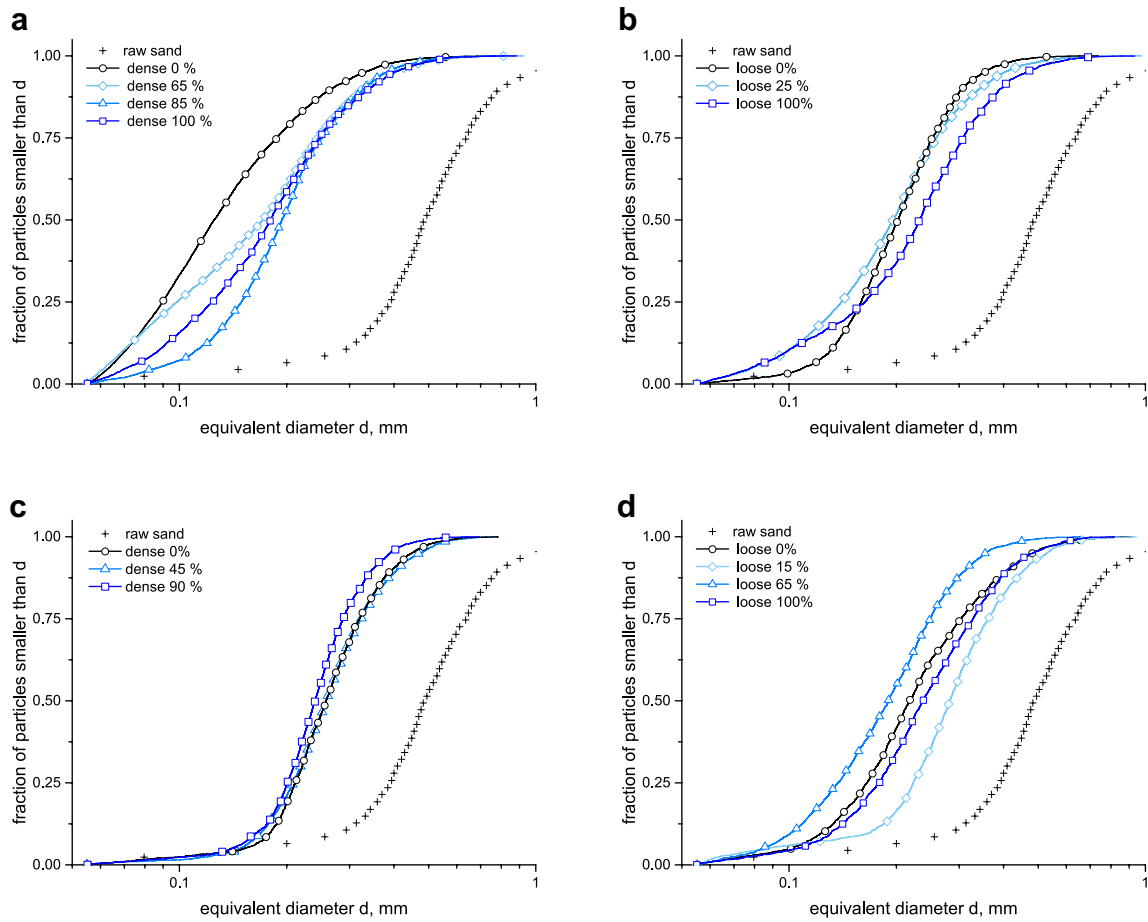 a
raw sand
dense 0 %
dense 65 %
dense 85 %
dense 100 %
1.00
0.75
0.50
0.25
0.00
0.1
1
fraction of particles smaller than d
equivalent diameter d, mm
b
raw sand
loose 0%
loose 25 %
loose 100%
1.00
0.75
0.50
0.25
0.00
0.1
1
fraction of particles smaller than d
equivalent diameter d, mm
c
raw sand
dense 0%
dense 45 %
dense 90 %
1.00
0.75
0.50
0.25
0.00
0.1
1
fraction of particles smaller than d
equivalent diameter d, mm
d
raw sand
loose 0%
loose 15 %
loose 65 %
loose 100%
1.00
0.75
0.50
0.25
0.00
0.1
1
fraction of particles smaller than d
equivalent diameter d, mm